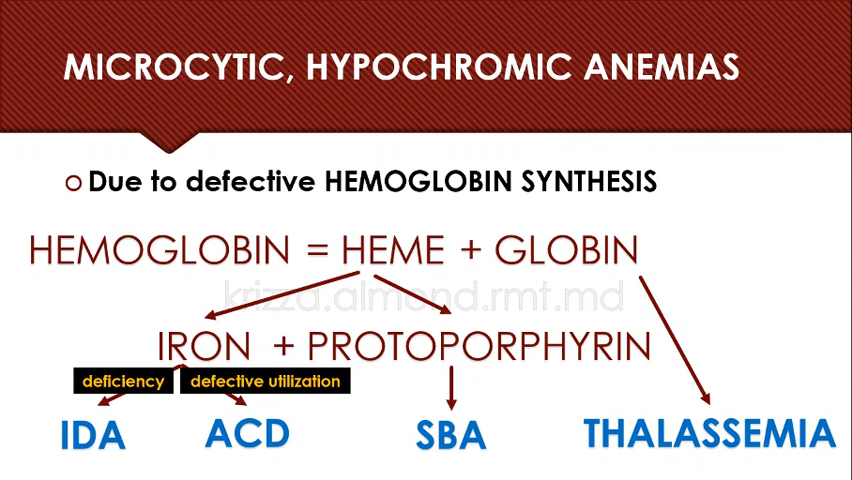 MICROCYTIC, HYPOCHROMIC ANEMIAS
Due to defective HEMOGLOBIN SYNTHESIS
HEMOGLOBIN = HEME + GLOBIN
krizza.almond.rmt.md
IRON + PROTOPORPHYRIN
deficiency defective utilization
IDA ACD SBA THALASSEMIA